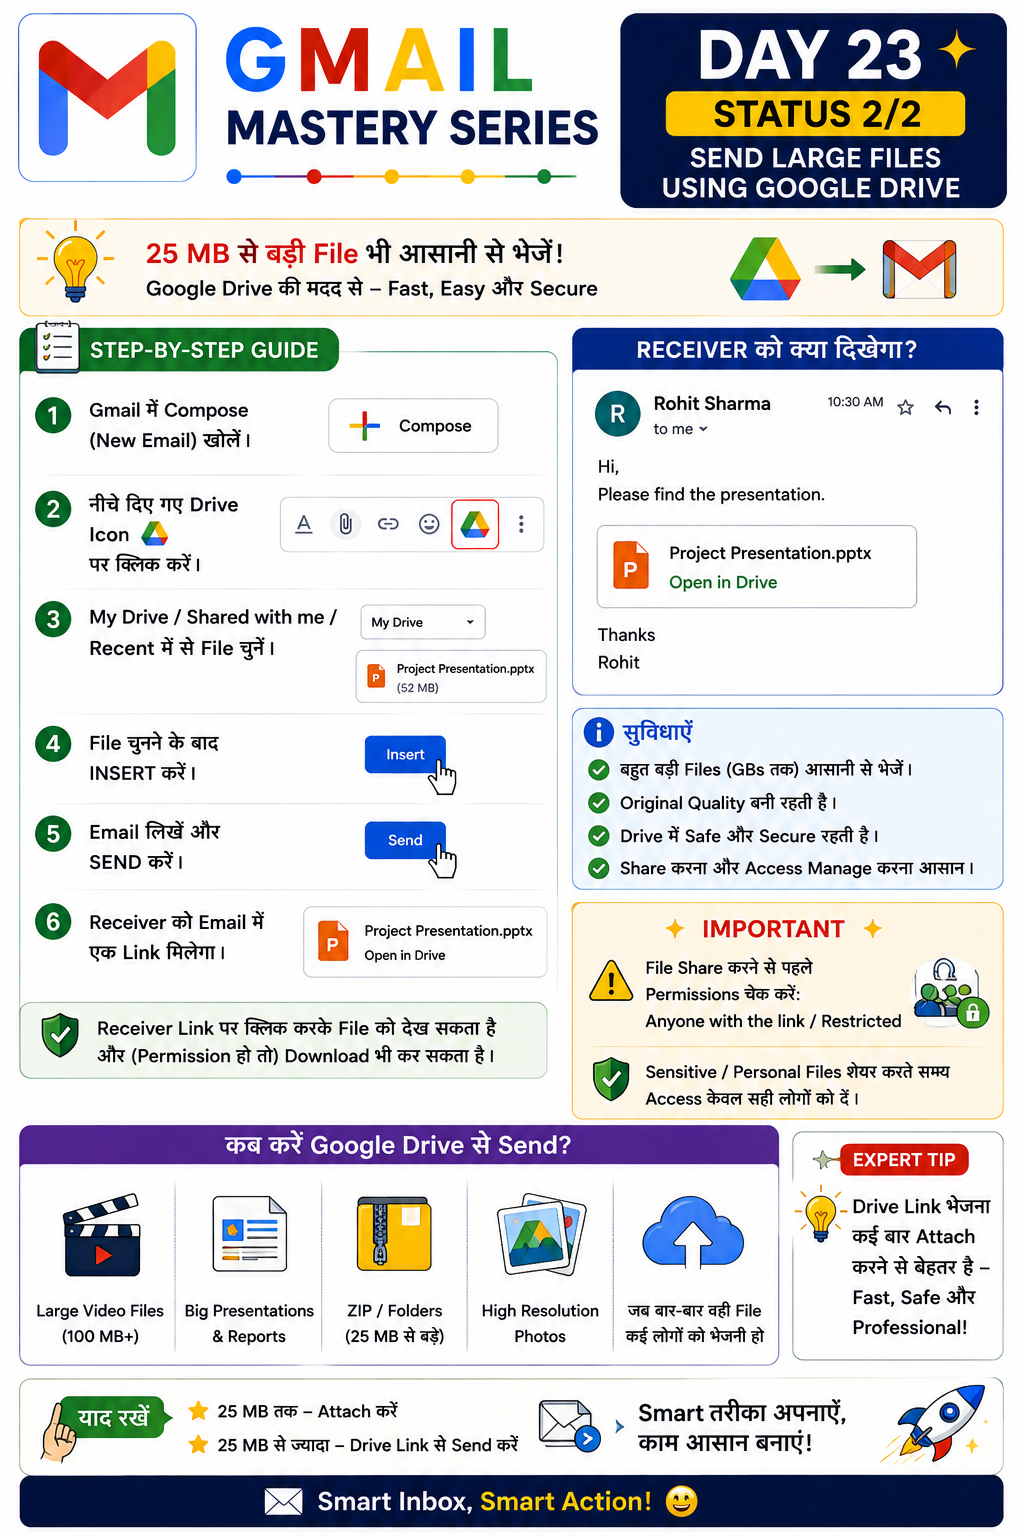 GMAIL
MASTERY SERIES
DAY 23
STATUS 2/2
SEND LARGE FILES
USING GOOGLE DRIVE
25 MB से बड़ी File भी आसानी से भेजें!
Google Drive की मदद से – Fast, Easy और Secure
STEP-BY-STEP GUIDE
1
Gmail में Compose
(New Email) खोलें।
Compose
2
नीचे दिए गए Drive
Icon
पर क्लिक करें।
3
My Drive / Shared with me /
Recent में से File चुनें।
My Drive
P
Project Presentation.pptx
(52 MB)
4
File चुनने के बाद
INSERT करें।
Insert
5
Email लिखें और
SEND करें।
Send
6
Receiver को Email में
एक Link मिलेगा।
P
Project Presentation.pptx
Open in Drive
Receiver Link पर क्लिक करके File को देख सकता है
और (Permission हो तो) Download भी कर सकता है।
RECEIVER को क्या दिखेगा?
R
Rohit Sharma
10:30 AM
to me
Hi,
Please find the presentation.
P
Project Presentation.pptx
Open in Drive
Thanks
Rohit
सुविधाएँ
बहुत बड़ी Files (GBs तक) आसानी से भेजें।
Original Quality बनी रहती है।
Drive में Safe और Secure रहती है।
Share करना और Access Manage करना आसान।
IMPORTANT
File Share करने से पहले
Permissions चेक करें:
Anyone with the link / Restricted
Sensitive / Personal Files शेयर करते समय
Access केवल सही लोगों को दें।
कब करें Google Drive से Send?
Large Video Files
(100 MB+)
Big Presentations
& Reports
ZIP / Folders
(25 MB से बड़े)
High Resolution
Photos
जब बार-बार वही File
कई लोगों को भेजनी हो
EXPERT TIP
Drive Link भेजना
कई बार Attach
करने से बेहतर है –
Fast, Safe और
Professional!
याद रखें
25 MB तक – Attach करें
25 MB से ज्यादा – Drive Link से Send करें
Smart तरीका अपनाएँ,
काम आसान बनाएं!
Smart Inbox, Smart Action!